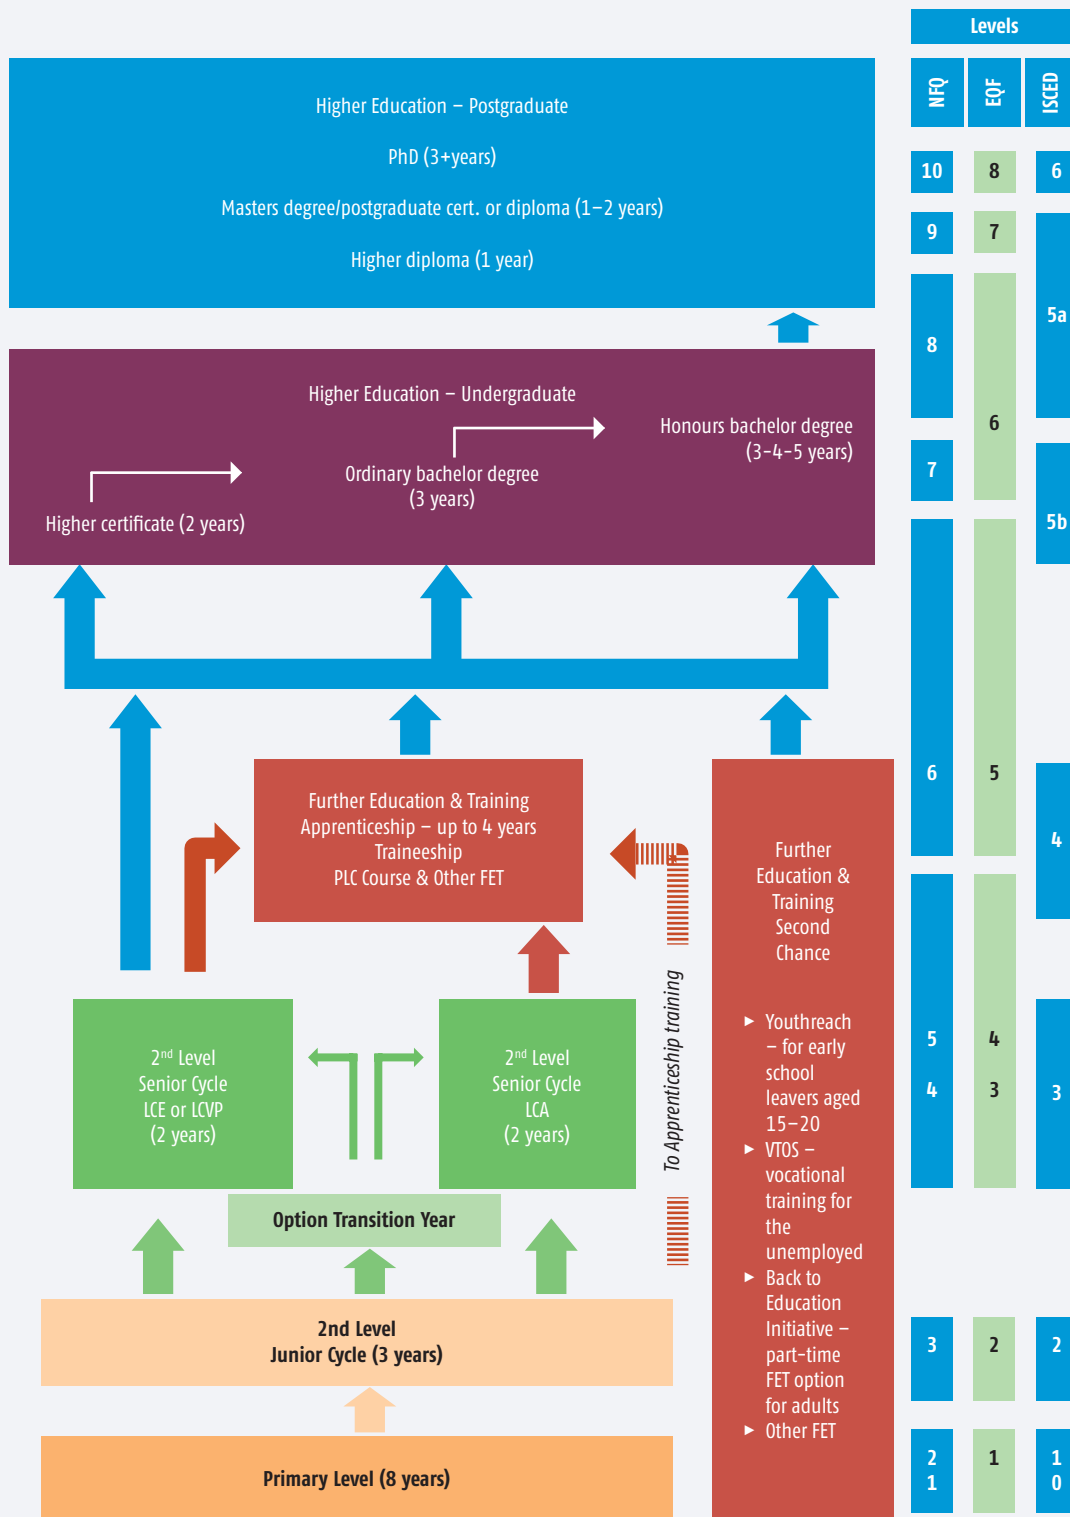 Levels
NFQ
EQF
ISCED
Higher Education – Postgraduate
PhD (3+years)
Masters degree/postgraduate cert. or diploma (1–2 years)
Higher diploma (1 year)
Higher Education – Undergraduate
Honours bachelor degree
(3-4-5 years)
Ordinary bachelor degree
(3 years)
Higher certificate (2 years)
Further Education & Training
Apprenticeship – up to 4 years
Traineeship
PLC Course & Other FET
Further
Education &
Training
Second
Chance
► Youthreach
– for early
school
leavers aged
15–20
► VTOS –
vocational
training for
the
unemployed
► Back to
Education
Initiative –
part-time
FET option
for adults
► Other FET
To Apprenticeship training
2nd Level
Senior Cycle
LCE or LCVP
(2 years)
2nd Level
Senior Cycle
LCA
(2 years)
Option Transition Year
2nd Level
Junior Cycle (3 years)
Primary Level (8 years)
10
9
8
7
6
5
4
3
2
1
8
7
6
5
4
3
2
1
6
5a
5b
4
3
2
1
0